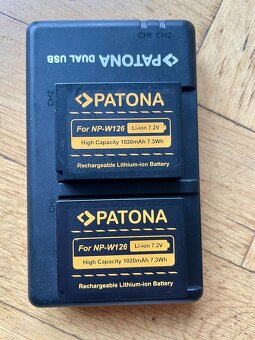 CH1 CH2
PATONA
DUAL USB
CH2
PATONA
For NP-W126 Li-ion 7.2V
High Capacity 1020mAh 7.3Wh
Rechargeable Lithium-ion Battery
CH1
PATONA
For NP-W126 Li-ion 7.2V
High Capacity 1020mAh 7.3Wh
Rechargeable Lithium-ion Battery